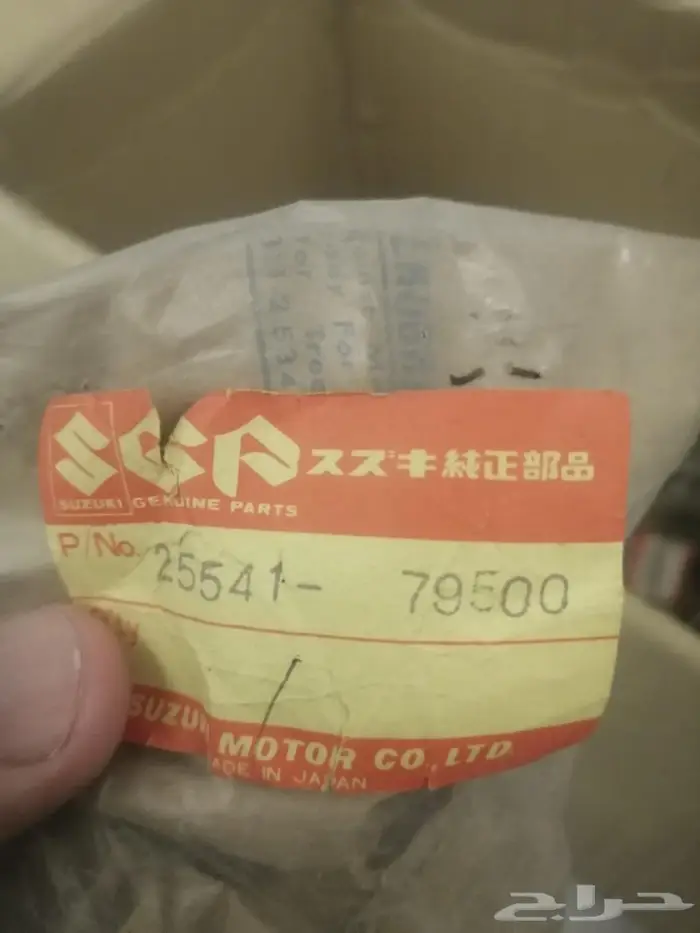 SGP スズキ純正部品
SUZUKI GENUINE PARTS
P/No. 25541- 79500
SUZUKI MOTOR CO., LTD.
MADE IN JAPAN
حراج